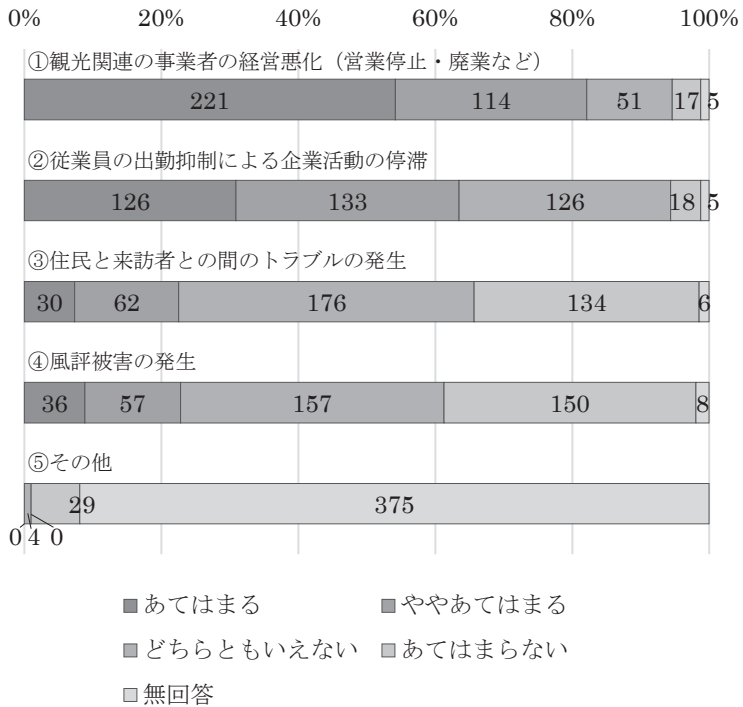 0% 20% 40% 60% 80% 100%
①観光関連の事業者の経営悪化（営業停止・廃業など）
221 114 51 17 5
②従業員の出勤抑制による企業活動の停滞
126 133 126 18 5
③住民と来訪者との間のトラブルの発生
30 62 176 134 6
④風評被害の発生
36 57 157 150 8
⑤その他
29 375
0 4 0
あてはまる ややあてはまる
どちらともいえない あてはまらない
無回答